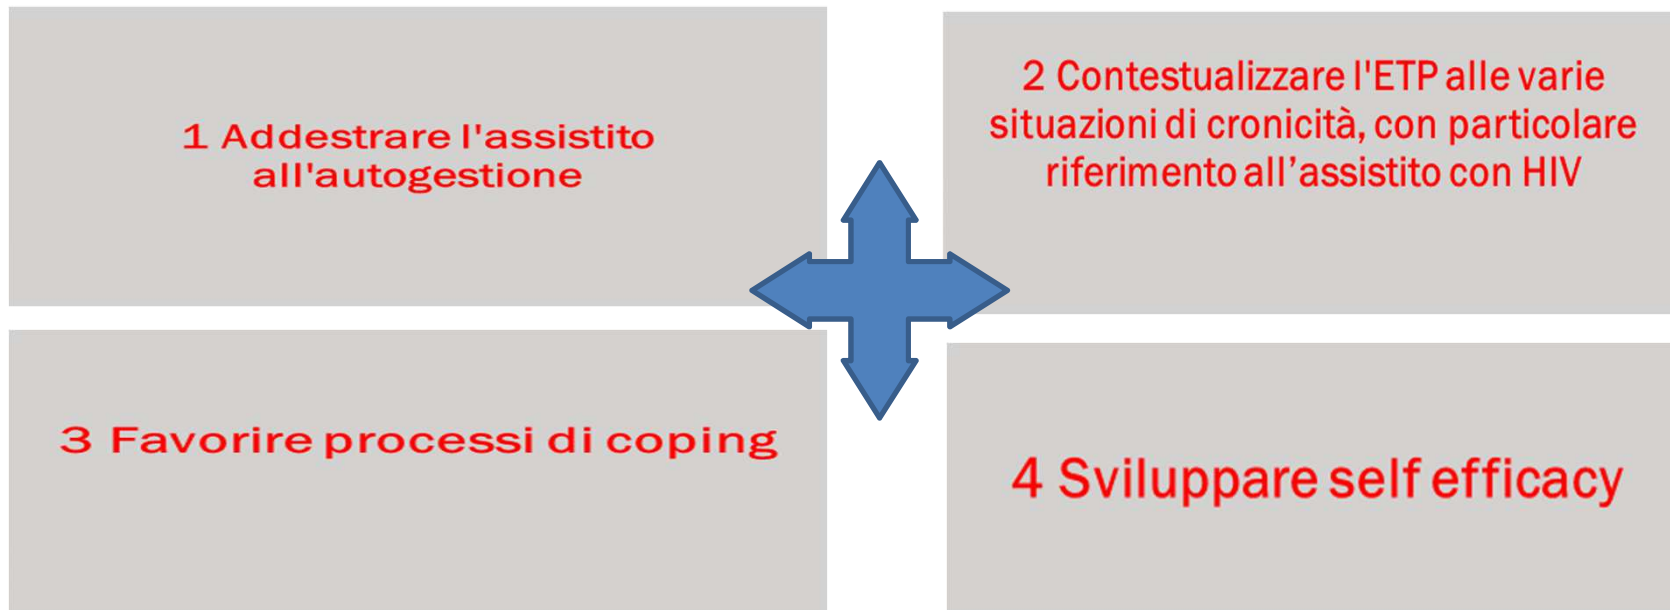 1 Addestrare l'assistito
all'autogestione
2 Contestualizzare l'ETP alle varie
situazioni di cronicità, con particolare
riferimento all’assistito con HIV
3 Favorire processi di coping
4 Sviluppare self efficacy